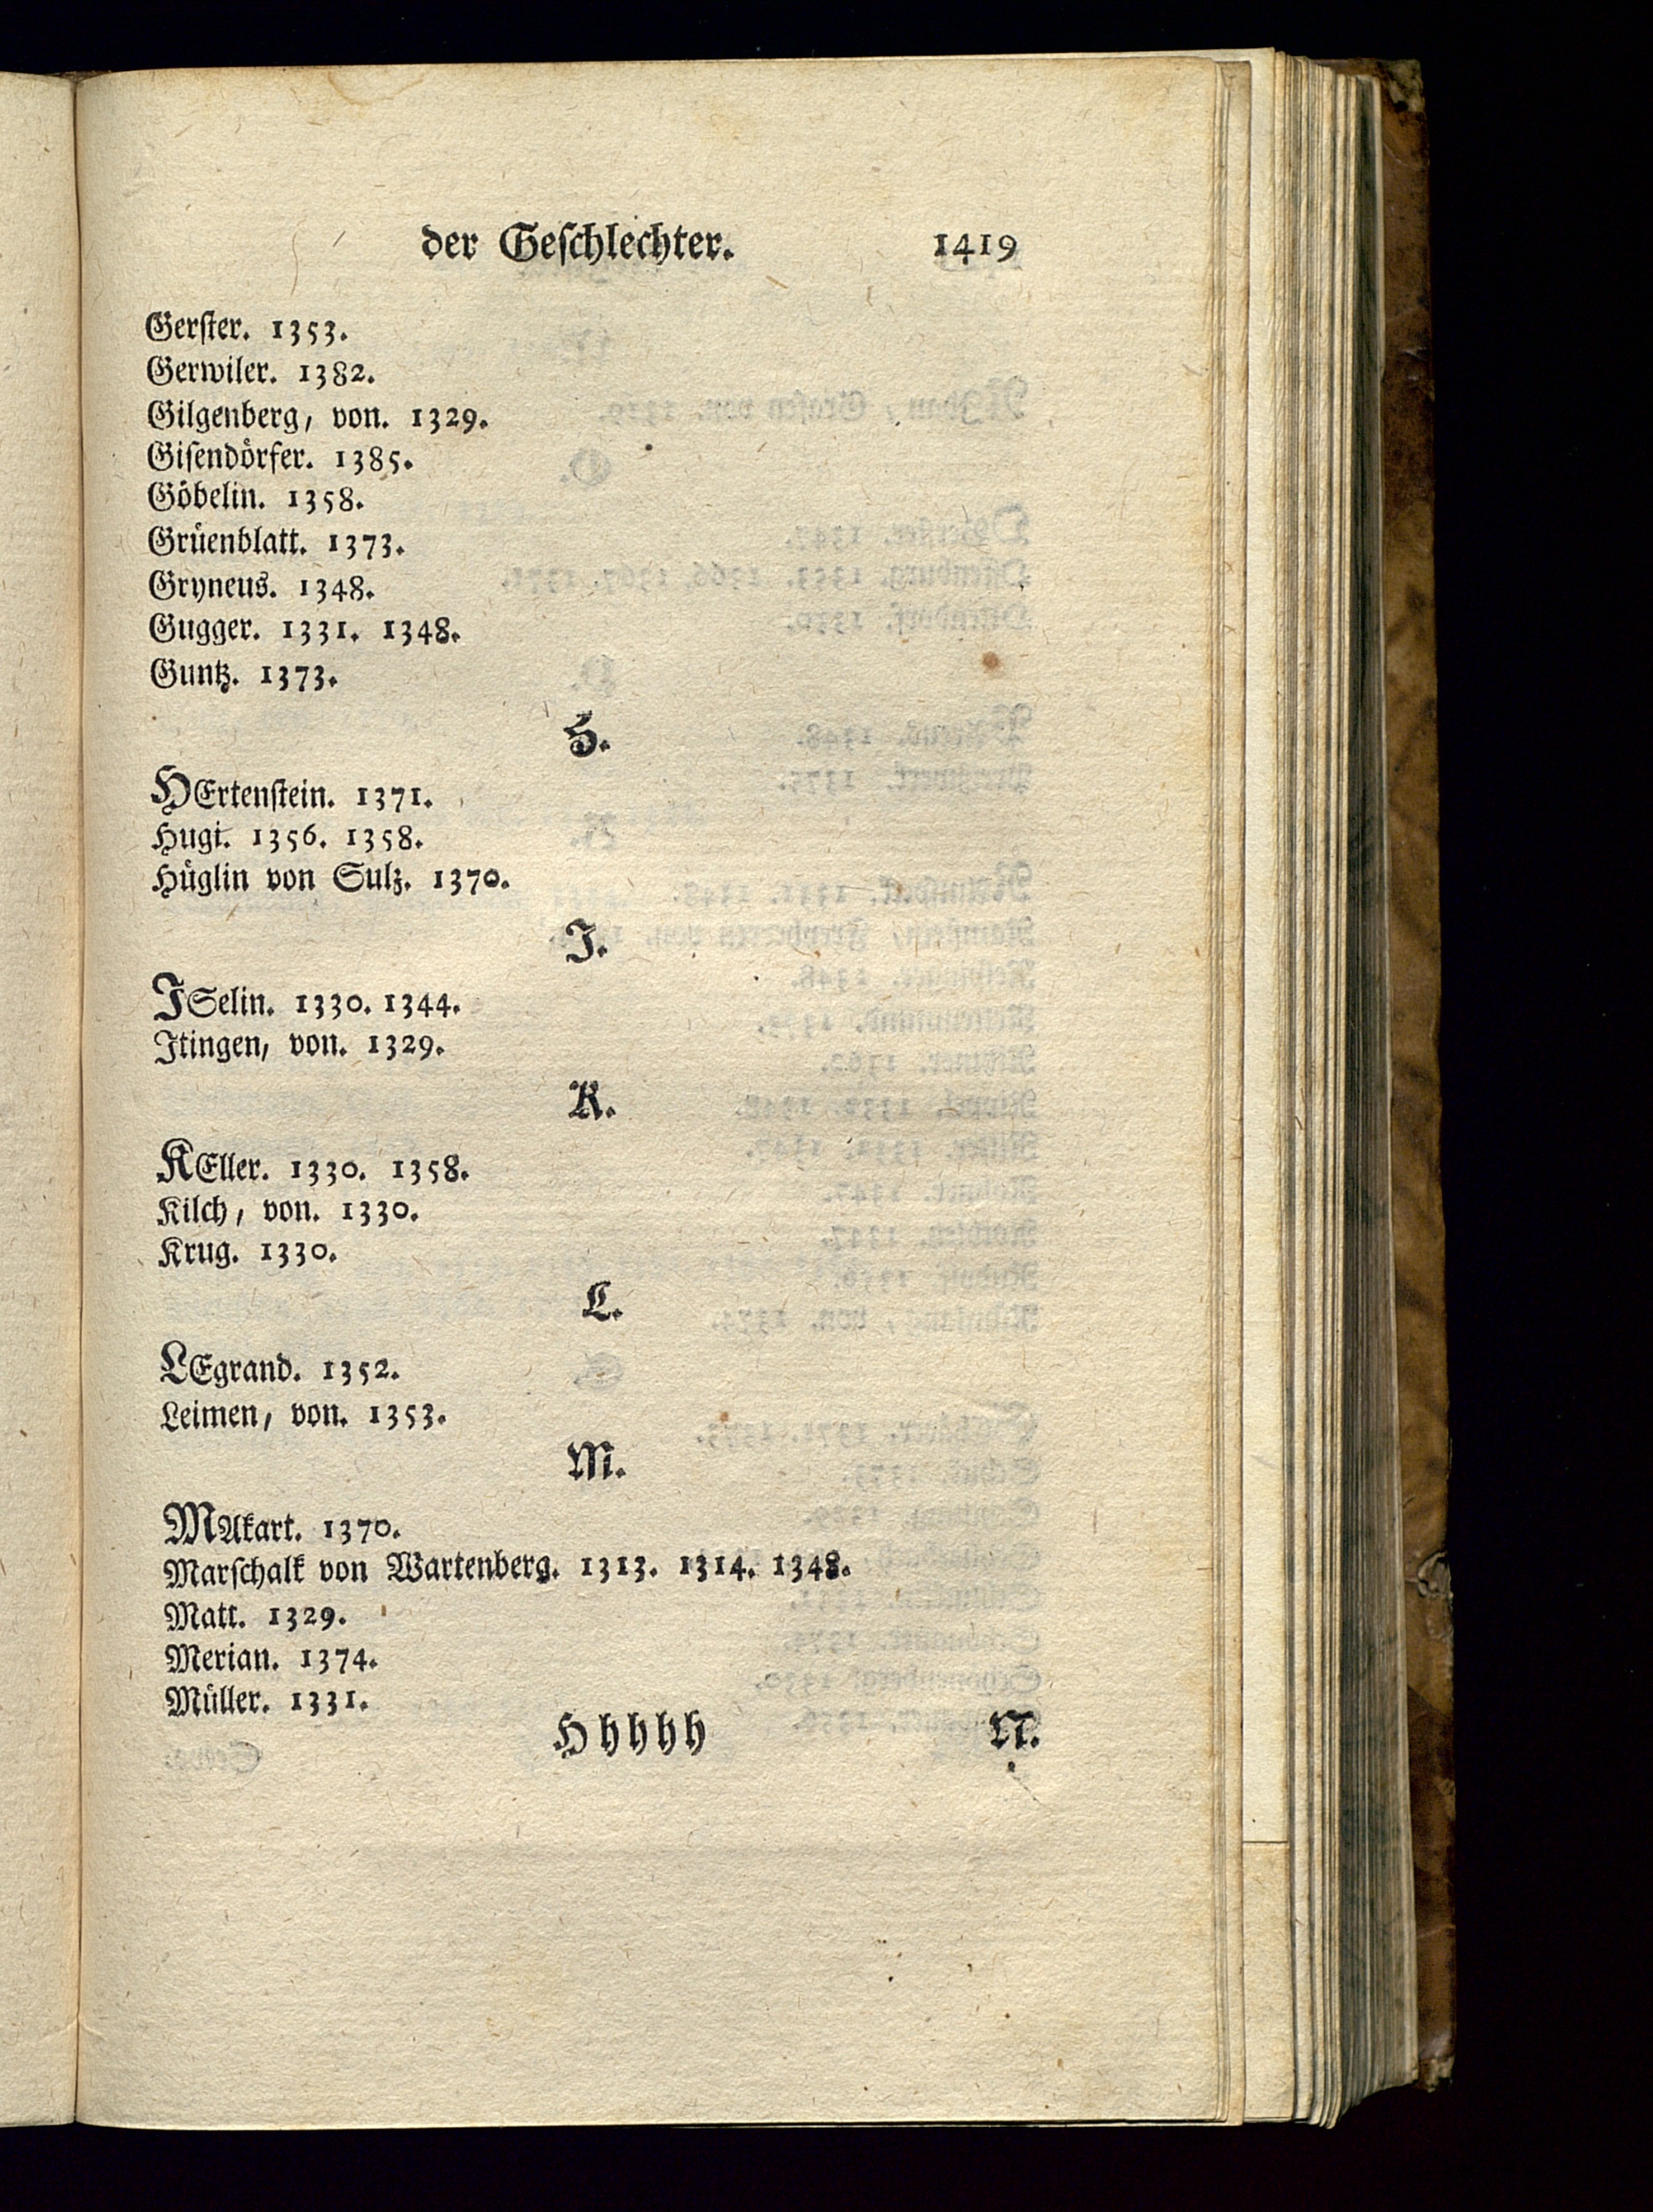 der Geſchlechter. 1419
Gerſter. 1353.
Gerwiler. 1382.
Gilgenberg, von. 1329.
Giſendörfer. 1385.
Göbelin. 1358.
Grüenblatt. 1373.
Gryneus. 1348.
Gugger. 1331. 1348.
Guntz. 1373.
H.
HErtenſtein. 1371.
Hugi. 1356. 1358.
Hüglin von Sulz. 1370.
I.
ISelin. 1330. 1344.
Itingen, von. 1329.
K.
KEller. 1330. 1358.
Kilch, von. 1330.
Krug. 1330.
L.
LEgrand. 1352.
Leimen, von. 1353.
M.
MAkart. 1370.
Marſchalk von Wartenberg. 1313. 1314. 1348.
Matt. 1329.
Merian. 1374.
Müller. 1331.
Hhhhh N.